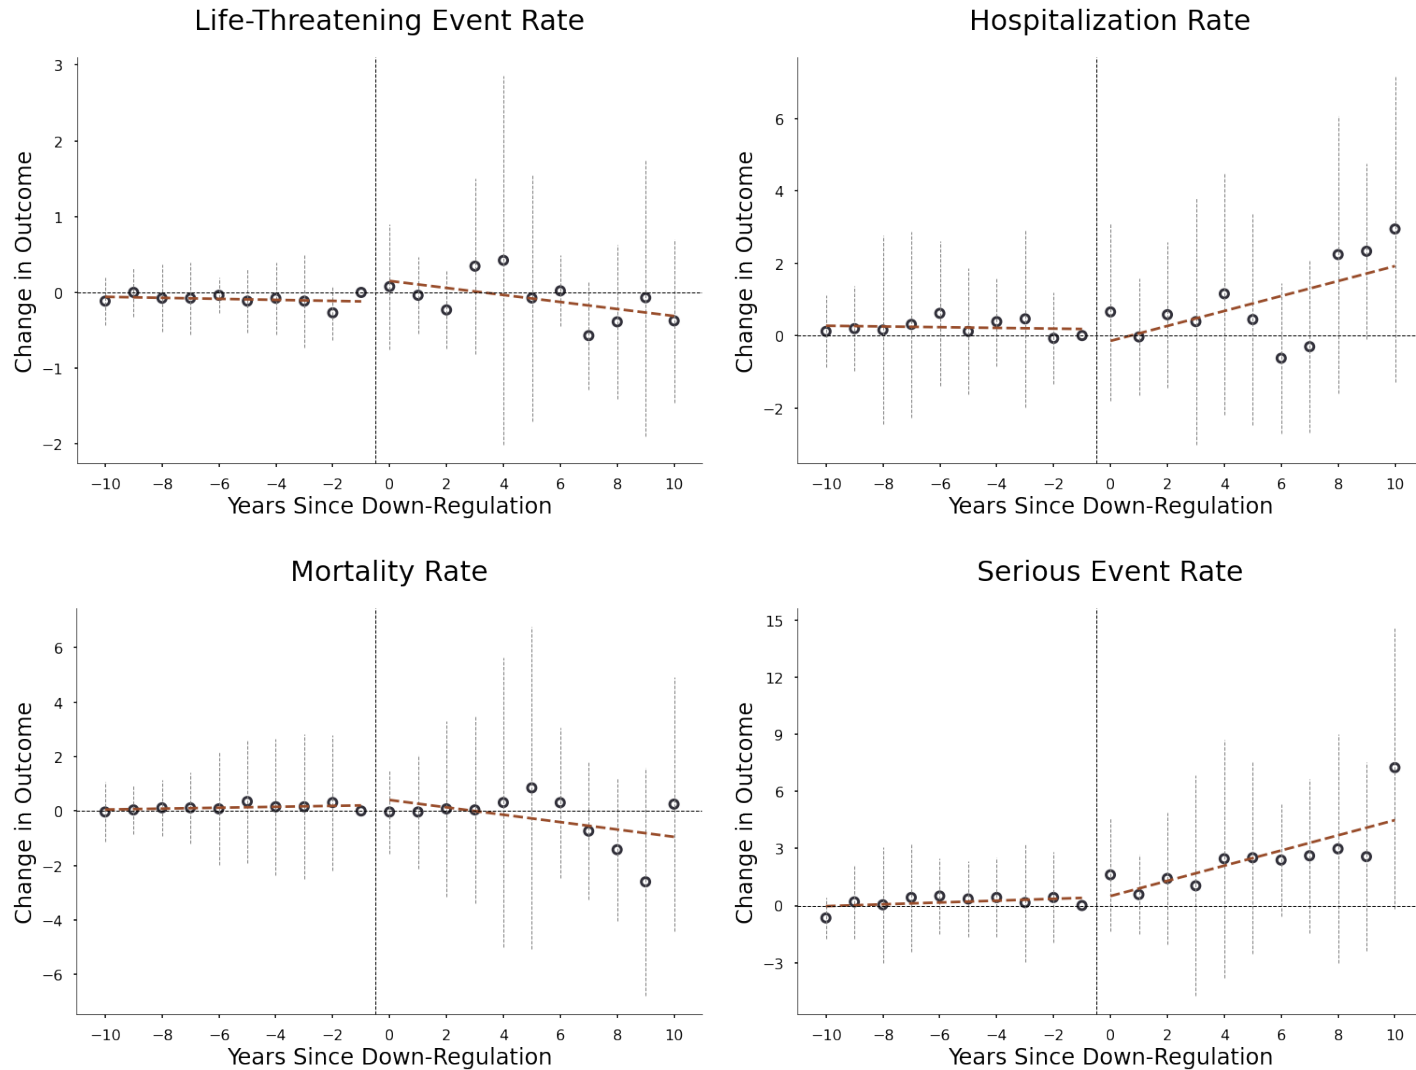 Life-Threatening Event Rate
Change in Outcome
3
2
1
0
−1
−2
−10 −8 −6 −4 −2 0 2 4 6 8 10
Years Since Down-Regulation
Hospitalization Rate
Change in Outcome
6
4
2
0
−2
−10 −8 −6 −4 −2 0 2 4 6 8 10
Years Since Down-Regulation
Mortality Rate
Change in Outcome
6
4
2
0
−2
−4
−6
−10 −8 −6 −4 −2 0 2 4 6 8 10
Years Since Down-Regulation
Serious Event Rate
Change in Outcome
15
12
9
6
3
0
−3
−10 −8 −6 −4 −2 0 2 4 6 8 10
Years Since Down-Regulation